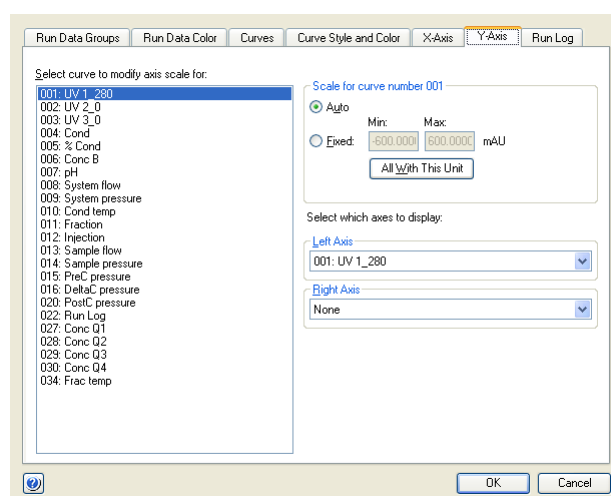 Run Data Groups Run Data Color Curves Curve Style and Color X-Axis Y-Axis Run Log
Select curve to modify axis scale for:
001: UV 1_280
002: UV 2_0
003: UV 3_0
004: Cond
005: % Cond
006: Conc B
007: pH
008: System flow
009: System pressure
010: Cond temp
011: Fraction
012: Injection
013: Sample flow
014: Sample pressure
015: PreC pressure
016: DeltaC pressure
020: PostC pressure
022: Run Log
027: Conc Q1
028: Conc Q2
029: Conc Q3
030: Conc Q4
034: Frac temp
Scale for curve number 001
Auto
Min: Max:
Fixed: -600.000 600.000 mAU
All With This Unit
Select which axes to display:
Left Axis
001: UV 1_280
Right Axis
None
OK Cancel